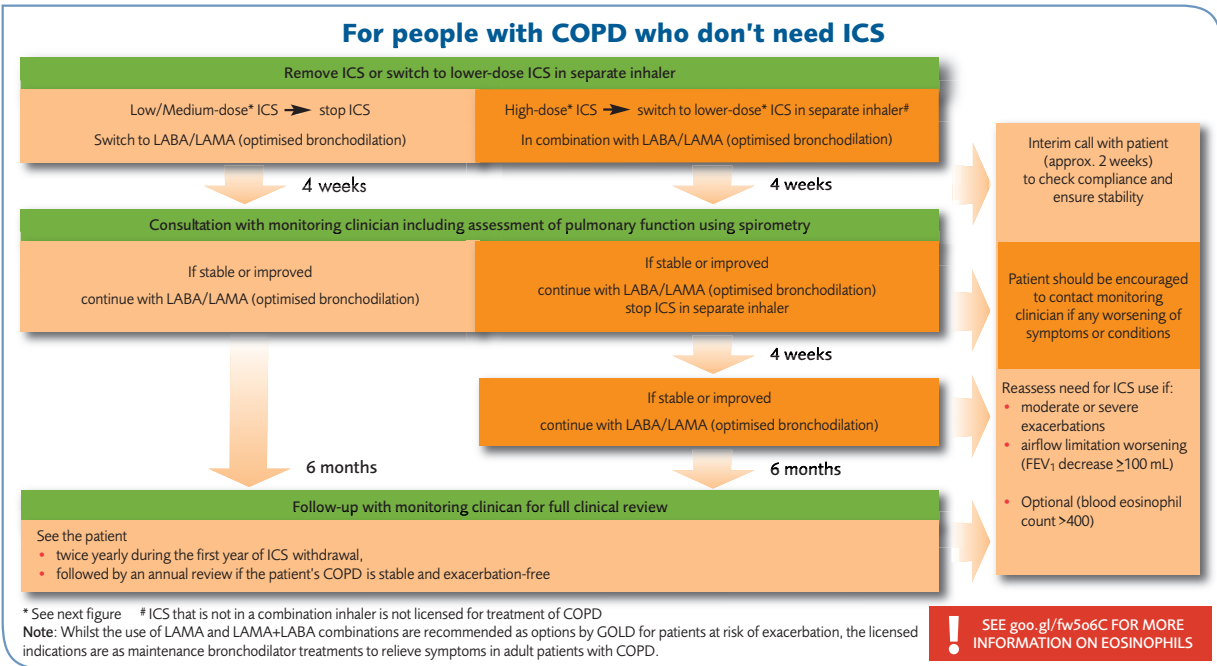 For people with COPD who don't need ICS
Remove ICS or switch to lower-dose ICS in separate inhaler
Low/Medium-dose* ICS → stop ICS
Switch to LABA/LAMA (optimised bronchodilation)
High-dose* ICS → switch to lower-dose* ICS in separate inhaler#
In combination with LABA/LAMA (optimised bronchodilation)
4 weeks
4 weeks
Interim call with patient
(approx. 2 weeks)
to check compliance and
ensure stability
Consultation with monitoring clinician including assessment of pulmonary function using spirometry
If stable or improved
continue with LABA/LAMA (optimised bronchodilation)
If stable or improved
continue with LABA/LAMA (optimised bronchodilation)
stop ICS in separate inhaler
Patient should be encouraged
to contact monitoring
clinician if any worsening of
symptoms or conditions
4 weeks
If stable or improved
continue with LABA/LAMA (optimised bronchodilation)
Reassess need for ICS use if:
• moderate or severe
exacerbations
• airflow limitation worsening
(FEV₁ decrease ≥100 mL)
• Optional (blood eosinophil
count >400)
6 months
6 months
Follow-up with monitoring clinican for full clinical review
See the patient
• twice yearly during the first year of ICS withdrawal,
• followed by an annual review if the patient's COPD is stable and exacerbation-free
* See next figure # ICS that is not in a combination inhaler is not licensed for treatment of COPD
Note: Whilst the use of LAMA and LAMA+LABA combinations are recommended as options by GOLD for patients at risk of exacerbation, the licensed
indications are as maintenance bronchodilator treatments to relieve symptoms in adult patients with COPD.
! SEE goo.gl/fw5o6C FOR MORE
INFORMATION ON EOSINOPHILS